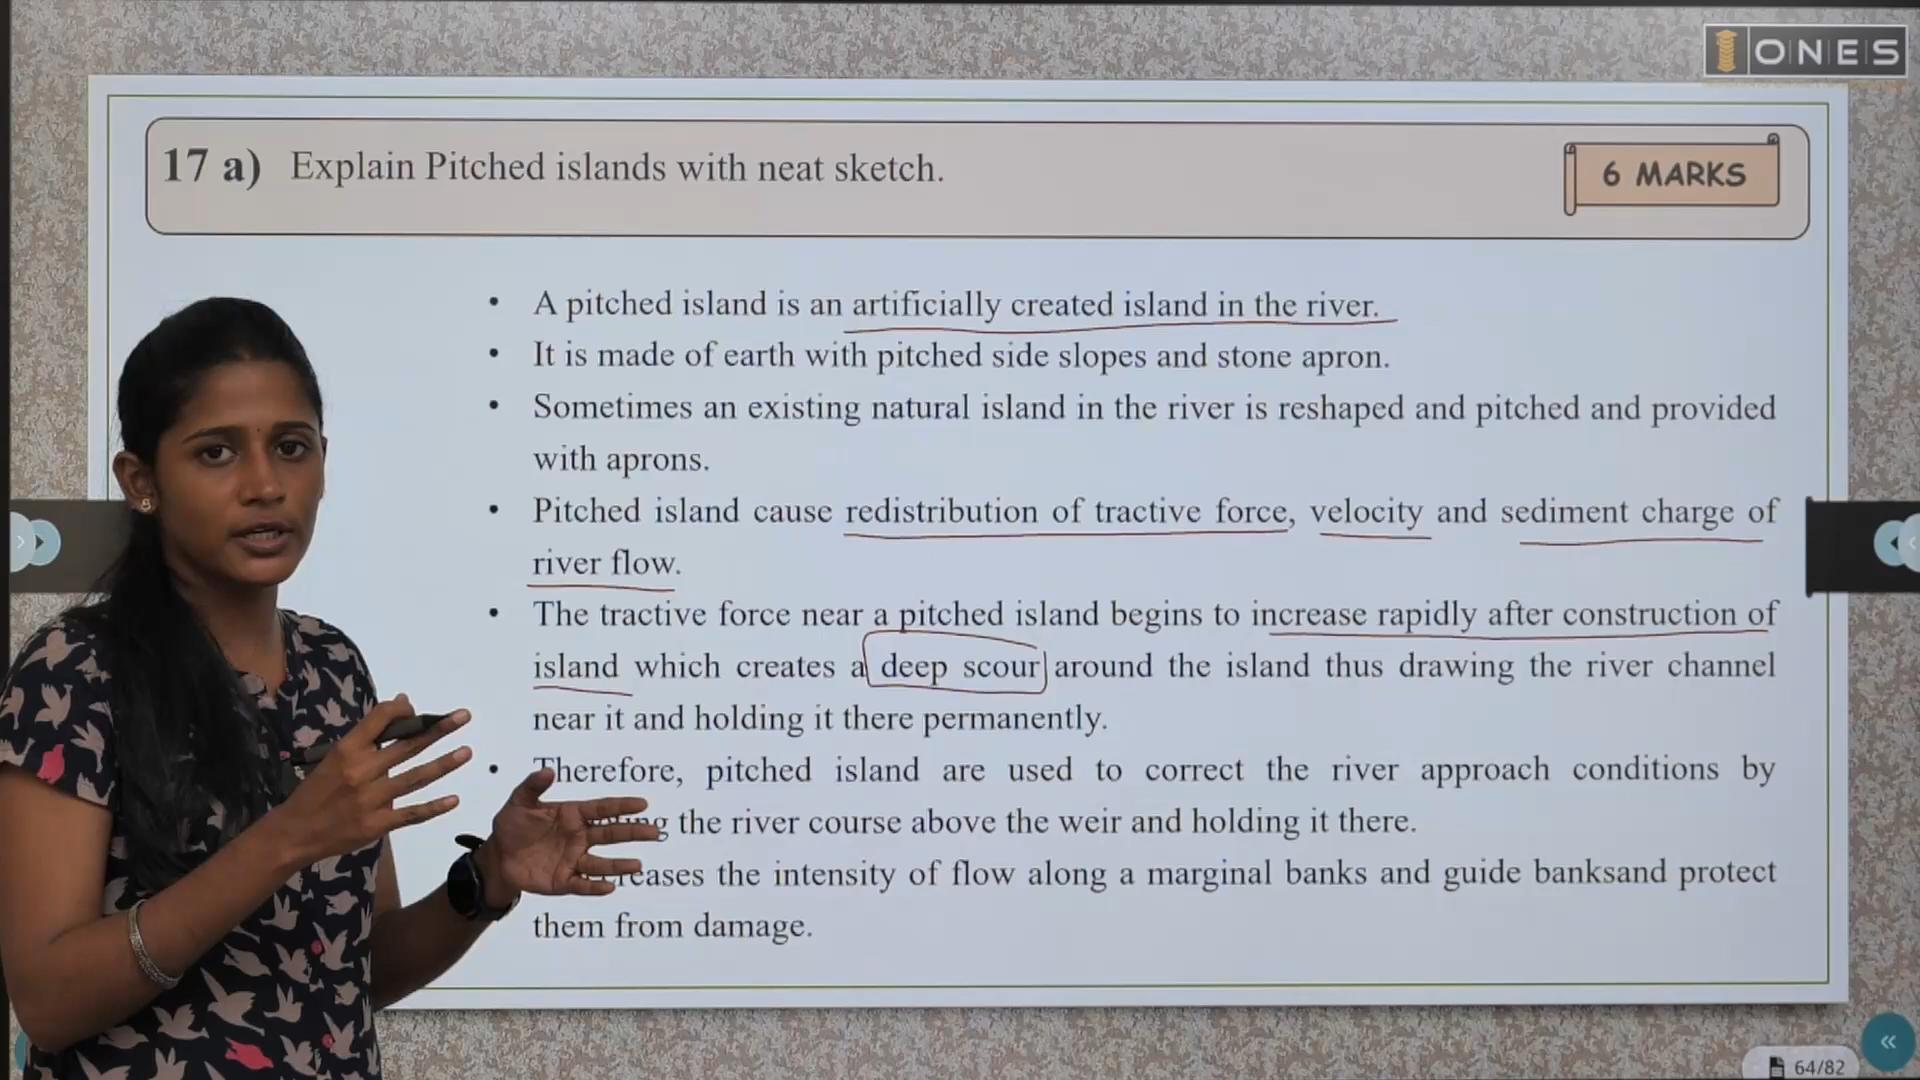 ONES
17 a) Explain Pitched islands with neat sketch.
6 MARKS
• A pitched island is an artificially created island in the river.
• It is made of earth with pitched side slopes and stone apron.
• Sometimes an existing natural island in the river is reshaped and pitched and provided
with aprons.
• Pitched island cause redistribution of tractive force, velocity and sediment charge of
river flow.
• The tractive force near a pitched island begins to increase rapidly after construction of
island which creates a deep scour around the island thus drawing the river channel
near it and holding it there permanently.
• Therefore, pitched island are used to correct the river approach conditions by
the river course above the weir and holding it there.
the intensity of flow along a marginal banks and guide banksand protect
them from damage.
64/82